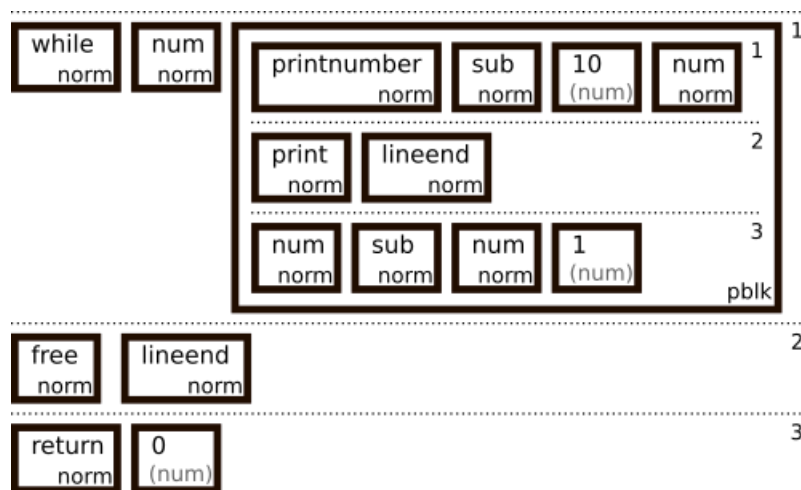 1
while norm num norm
printnumber norm sub norm 10 (num) num norm 1
print norm lineend norm 2
num norm sub norm num norm 1 (num) 3
pblk
free norm lineend norm 2
return norm 0 (num) 3